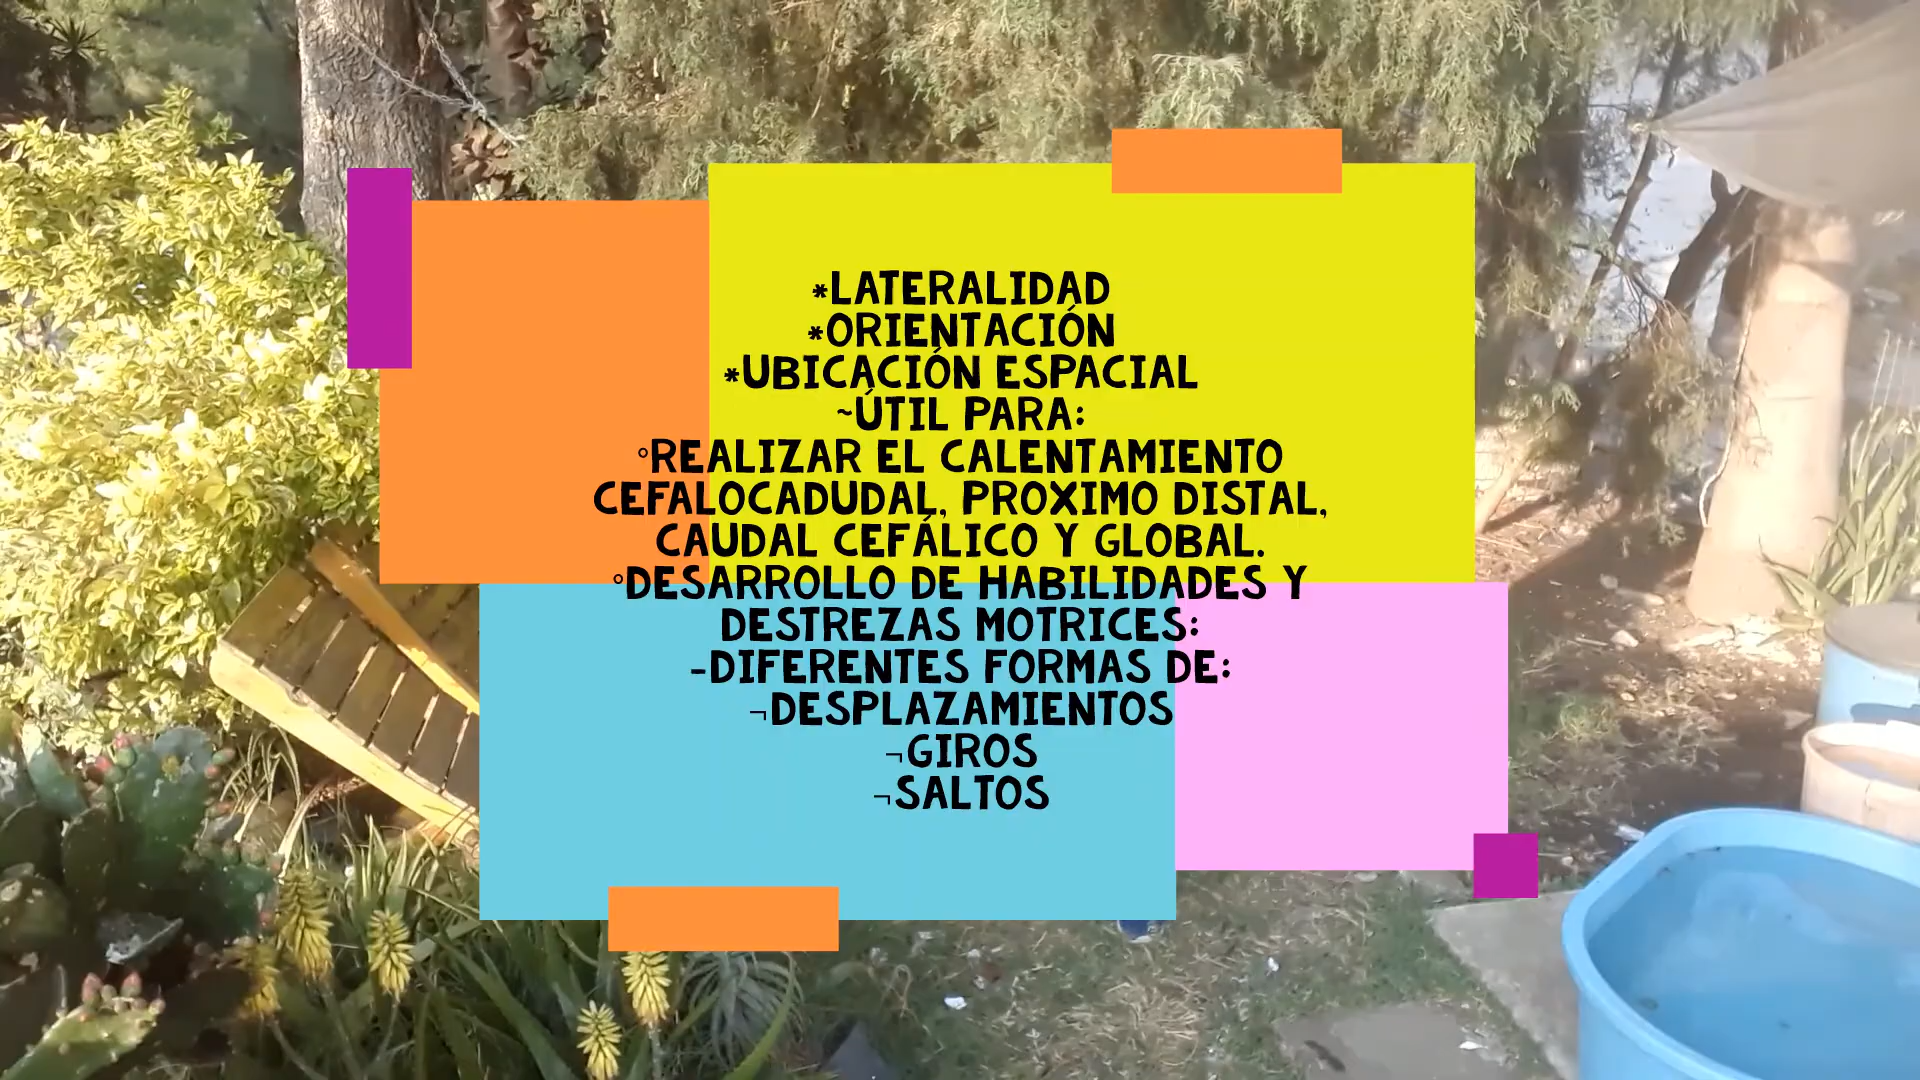 *LATERALIDAD
*ORIENTACIÓN
*UBICACIÓN ESPACIAL
~ÚTIL PARA:
°REALIZAR EL CALENTAMIENTO
CEFALOCADUDAL, PROXIMO DISTAL,
CAUDAL CEFÁLICO Y GLOBAL.
°DESARROLLO DE HABILIDADES Y
DESTREZAS MOTRICES:
-DIFERENTES FORMAS DE:
¬DESPLAZAMIENTOS
¬GIROS
¬SALTOS